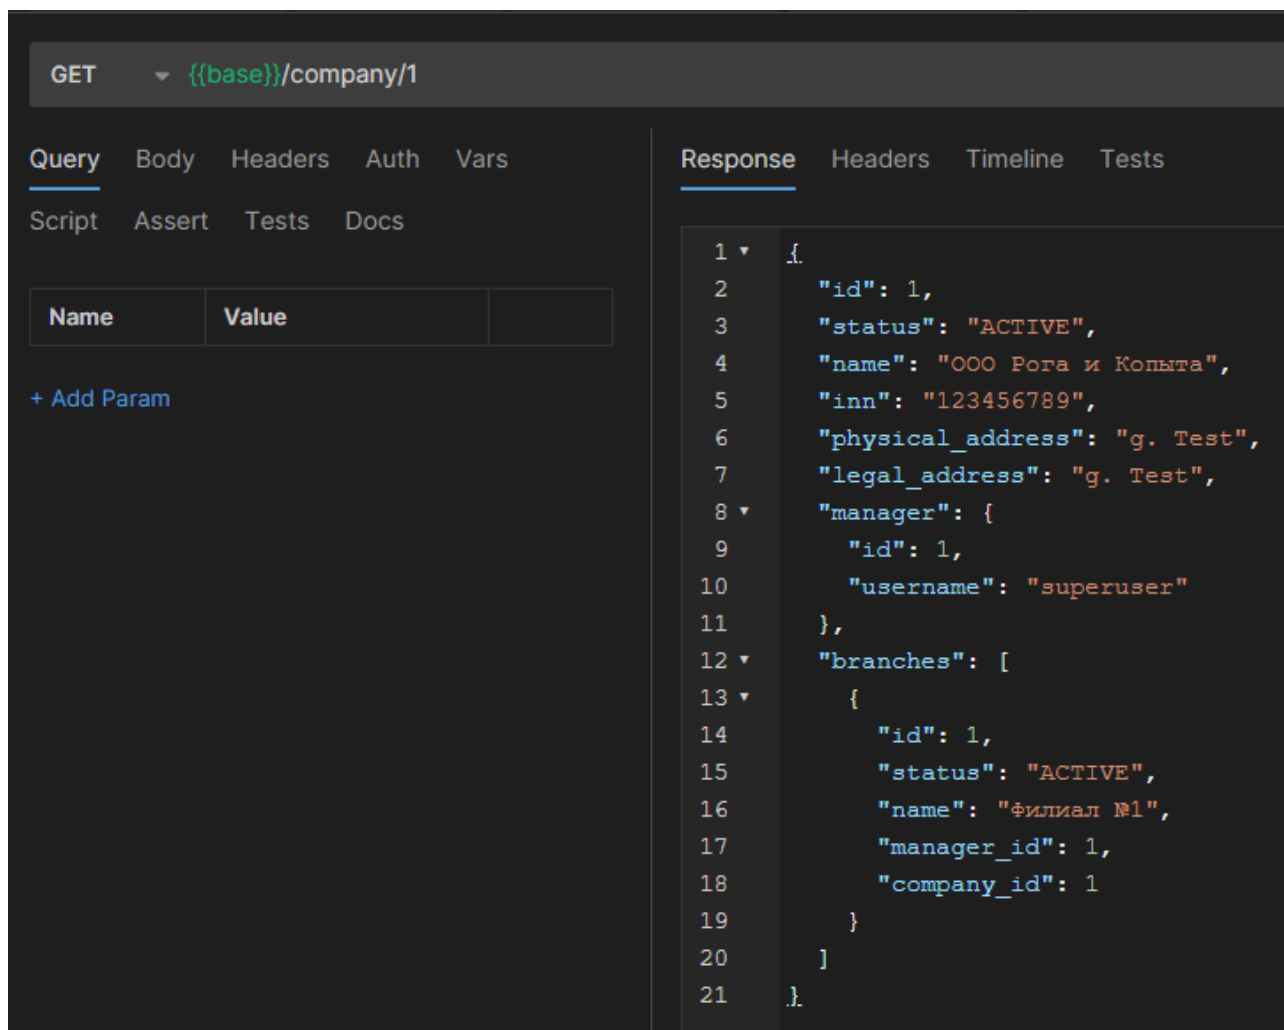 GET {{base}}/company/1
Query Body Headers Auth Vars
Script Assert Tests Docs
Name Value
+ Add Param
Response Headers Timeline Tests
1 {
2 "id": 1,
3 "status": "ACTIVE",
4 "name": "ООО Рога и Копыта",
5 "inn": "123456789",
6 "physical_address": "g. Test",
7 "legal_address": "g. Test",
8 "manager": {
9 "id": 1,
10 "username": "superuser"
11 },
12 "branches": [
13 {
14 "id": 1,
15 "status": "ACTIVE",
16 "name": "Филиал №1",
17 "manager_id": 1,
18 "company_id": 1
19 }
20 ]
21 }